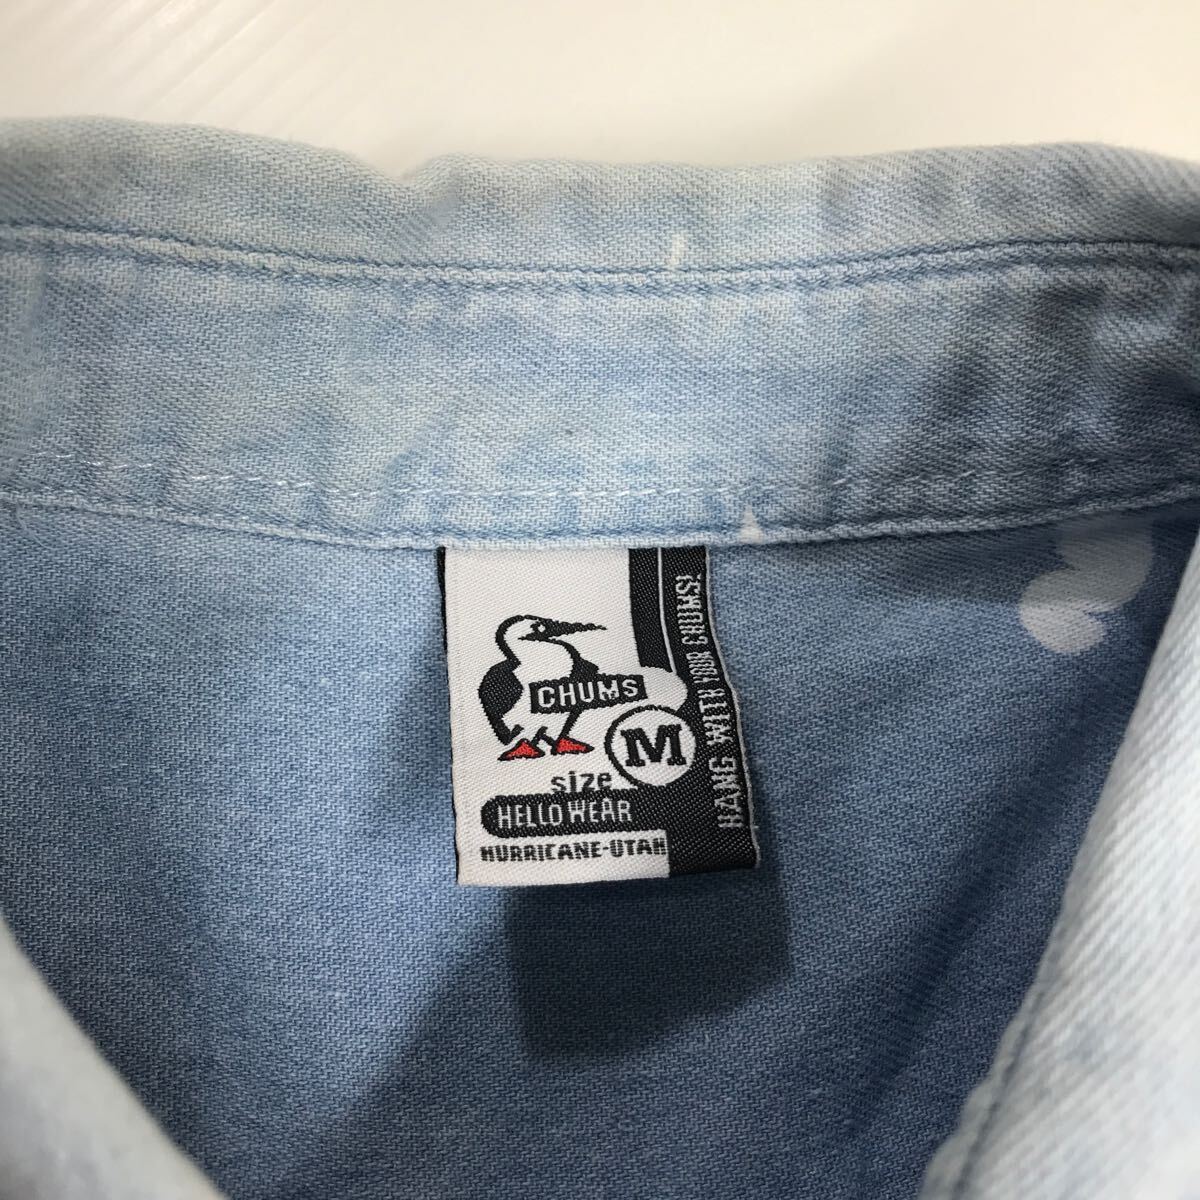 CHUMS
size M
HELLO WEAR
HURRICANE-UTAH
HANG WITH YOUR CHUMS!